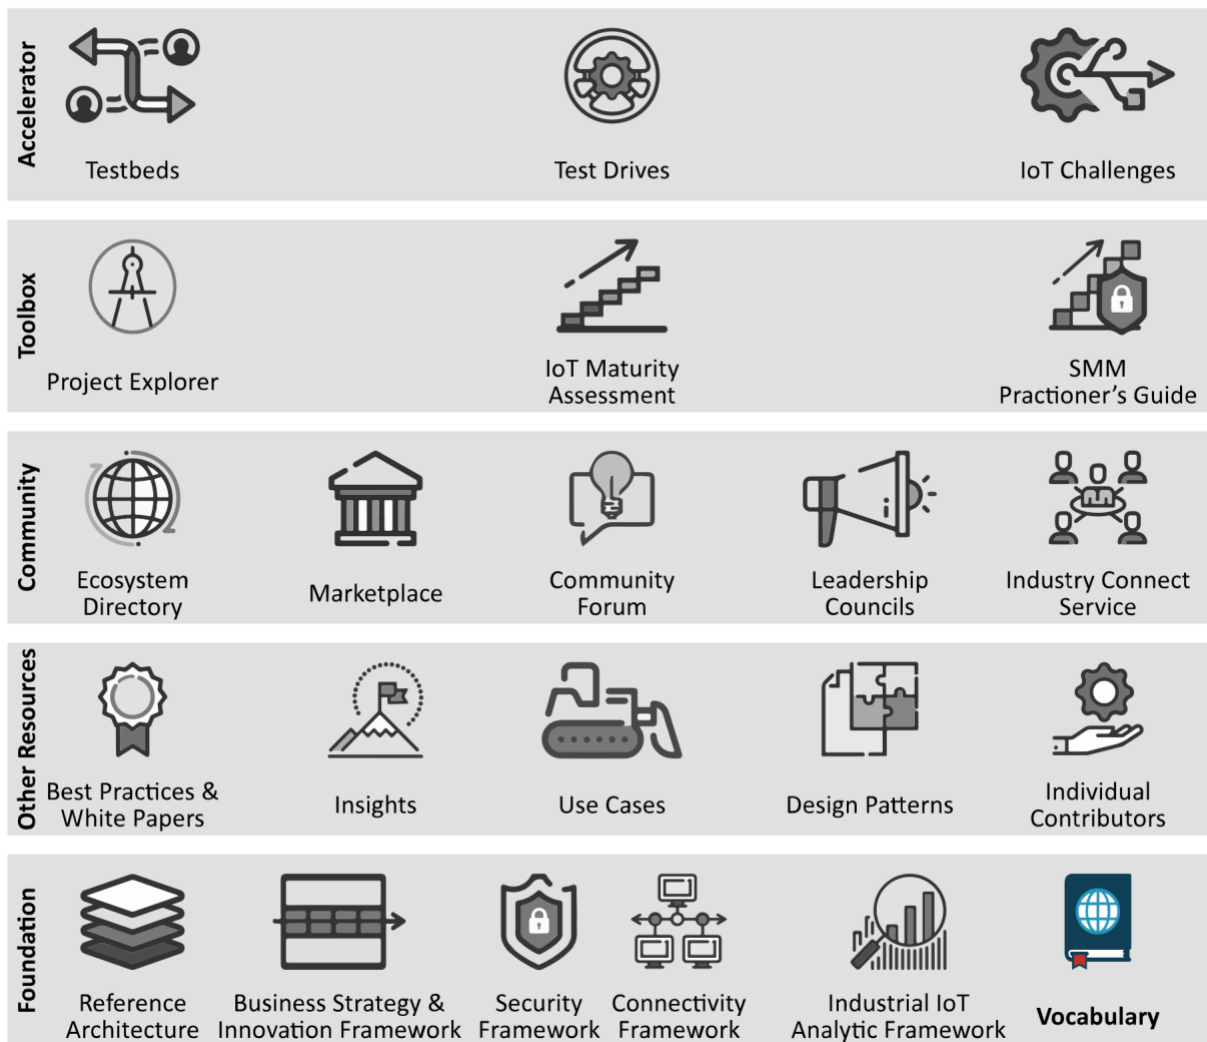 Accelerator
Testbeds
Test Drives
IoT Challenges
Toolbox
Project Explorer
IoT Maturity
Assessment
SMM
Practioner's Guide
Community
Ecosystem
Directory
Marketplace
Community
Forum
Leadership
Councils
Industry Connect
Service
Other Resources
Best Practices &
White Papers
Insights
Use Cases
Design Patterns
Individual
Contributors
Foundation
Reference
Architecture
Business Strategy &
Innovation Framework
Security
Framework
Connectivity
Framework
Industrial IoT
Analytic Framework
Vocabulary